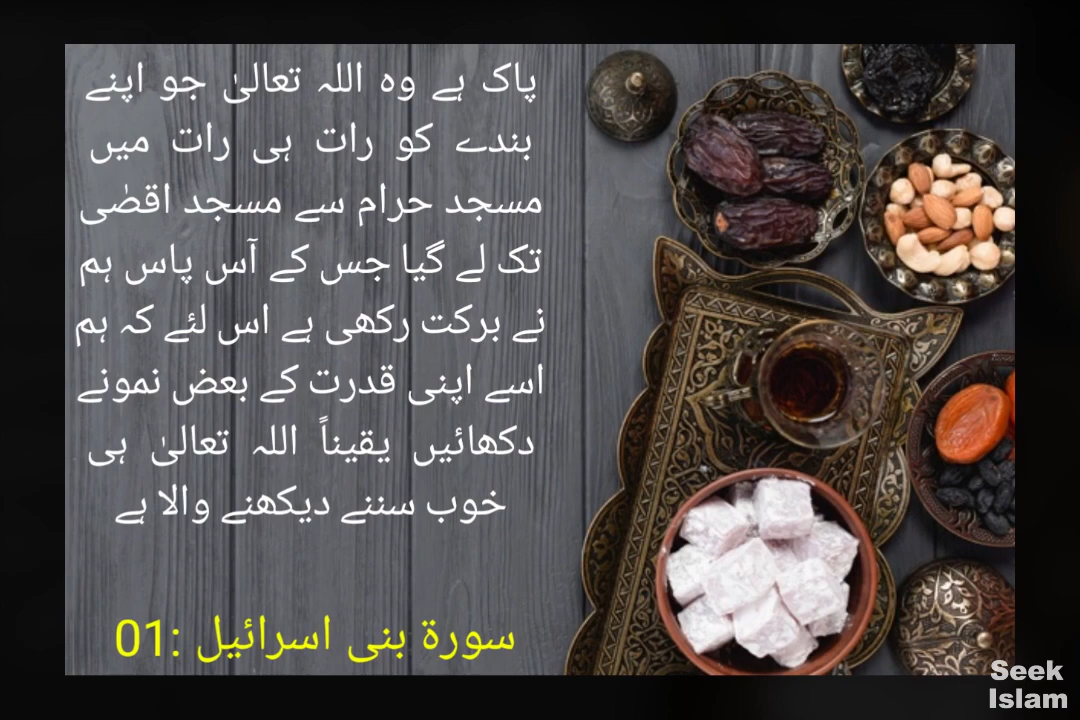 پاک ہے وہ اللہ تعالیٰ جو اپنے
بندے کو رات ہی رات میں
مسجد حرام سے مسجد اقصٰی
تک لے گیا جس کے آس پاس ہم
نے برکت رکھی ہے اس لئے کہ ہم
اسے اپنی قدرت کے بعض نمونے
دکھائیں یقیناً اللہ تعالیٰ ہی
خوب سننے دیکھنے والا ہے
سورۃ بنی اسرائیل :01
Seek
Islam